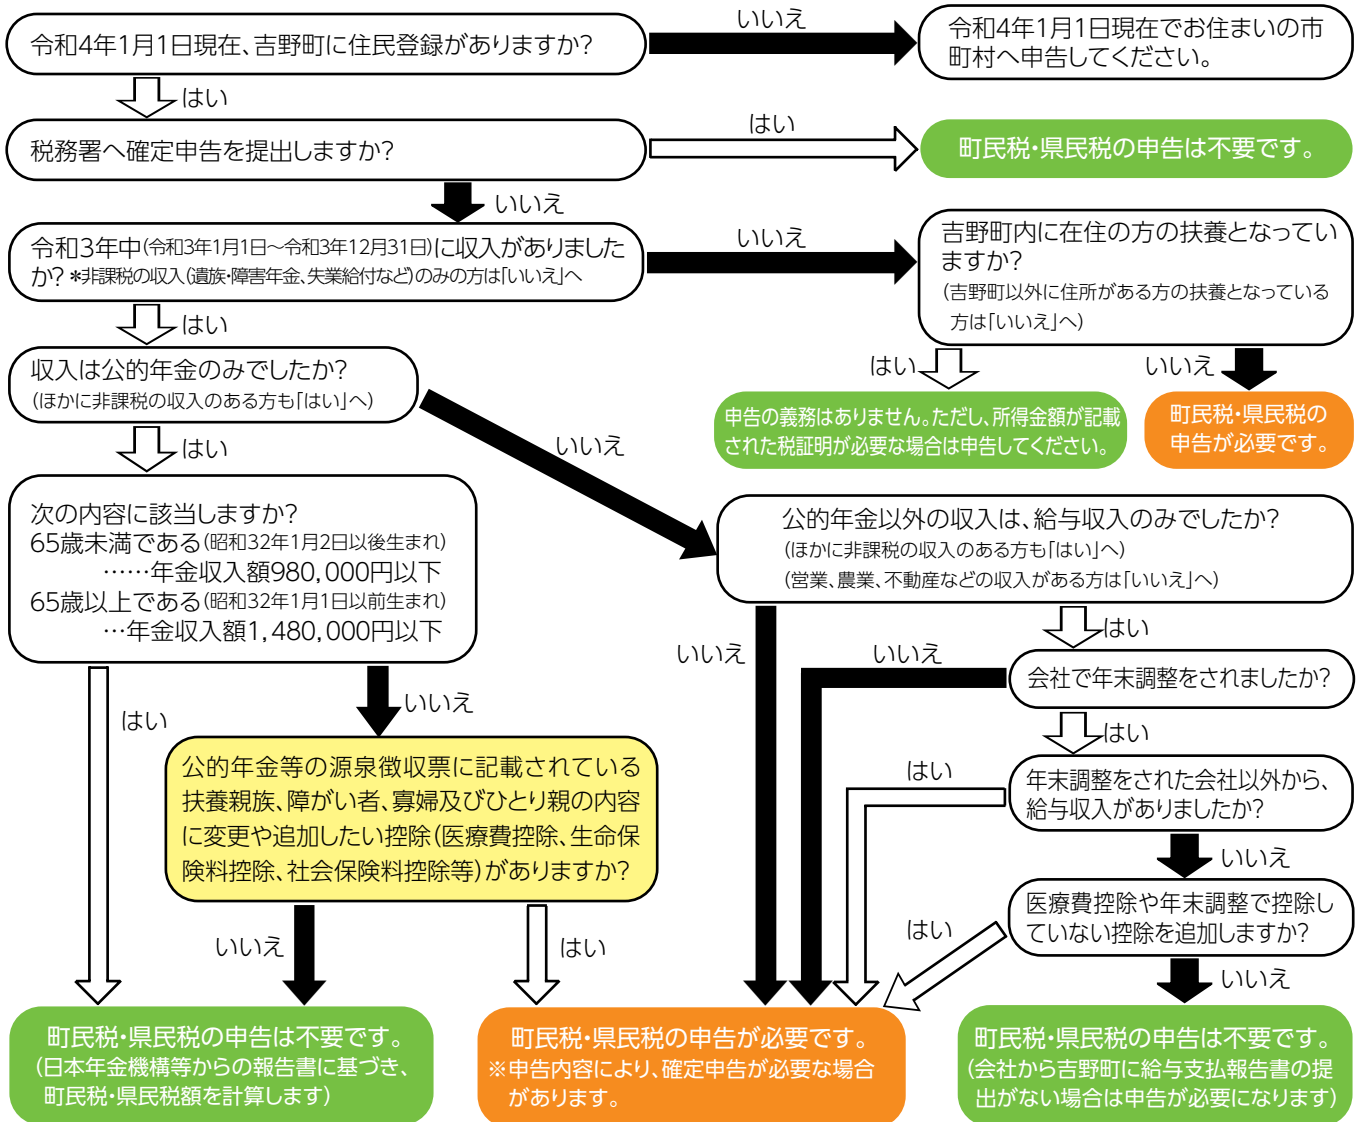 令和4年1月1日現在、吉野町に住民登録がありますか?
いいえ
令和4年1月1日現在でお住まいの市
町村へ申告してください。
はい
税務署へ確定申告を提出しますか?
はい
町民税・県民税の申告は不要です。
いいえ
令和3年中(令和3年1月1日～令和3年12月31日)に収入がありました
か? *非課税の収入(遺族・障害年金、失業給付など)のみの方は「いいえ」へ
いいえ
吉野町内に在住の方の扶養となってい
ますか?
(吉野町以外に住所がある方の扶養となっている
方は「いいえ」へ)
はい
はい
いいえ
収入は公的年金のみでしたか?
(ほかに非課税の収入のある方も「はい」へ)
申告の義務はありません。ただし、所得金額が記載
された税証明が必要な場合は申告してください。
町民税・県民税の
申告が必要です。
はい
いいえ
次の内容に該当しますか?
65歳未満である(昭和32年1月2日以後生まれ)
……年金収入額980,000円以下
65歳以上である(昭和32年1月1日以前生まれ)
…年金収入額1,480,000円以下
公的年金以外の収入は、給与収入のみでしたか?
(ほかに非課税の収入のある方も「はい」へ)
(営業、農業、不動産などの収入がある方は「いいえ」へ)
はい
いいえ
いいえ
会社で年末調整をされましたか?
はい
いいえ
はい
公的年金等の源泉徴収票に記載されている
扶養親族、障がい者、寡婦及びひとり親の内容
に変更や追加したい控除(医療費控除、生命保
険料控除、社会保険料控除等)がありますか?
はい
年末調整をされた会社以外から、
給与収入がありましたか?
いいえ
医療費控除や年末調整で控除し
ていない控除を追加しますか?
いいえ
はい
はい
いいえ
町民税・県民税の申告は不要です。
(日本年金機構等からの報告書に基づき、
町民税・県民税額を計算します)
町民税・県民税の申告が必要です。
※申告内容により、確定申告が必要な場合
があります。
町民税・県民税の申告は不要です。
(会社から吉野町に給与支払報告書の提
出がない場合は申告が必要になります)